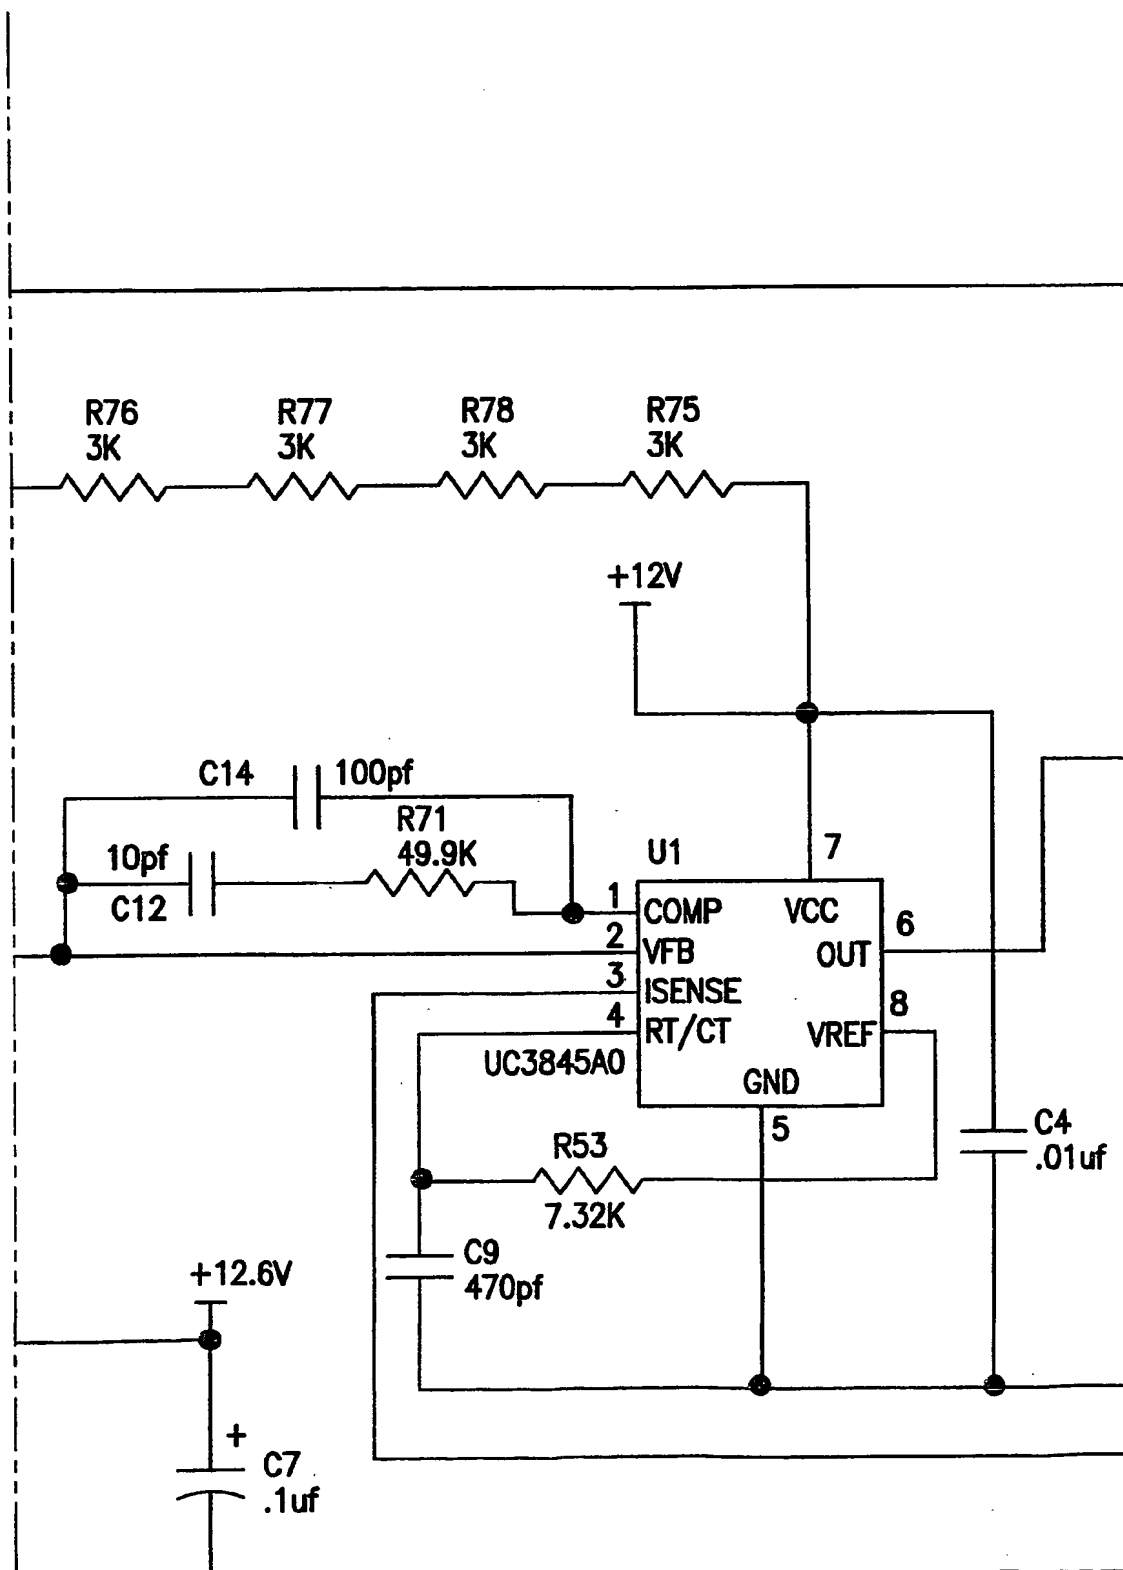 R76
3K
R77
3K
R78
3K
R75
3K
+12V
C14
100pf
R71
49.9K
10pf
C12
U1
7
1
COMP
VCC
6
2
VFB
OUT
3
ISENSE
8
4
RT/CT
VREF
UC3845AO
GND
5
C4
.01uf
R53
7.32K
C9
470pf
+12.6V
+
C7
.1uf